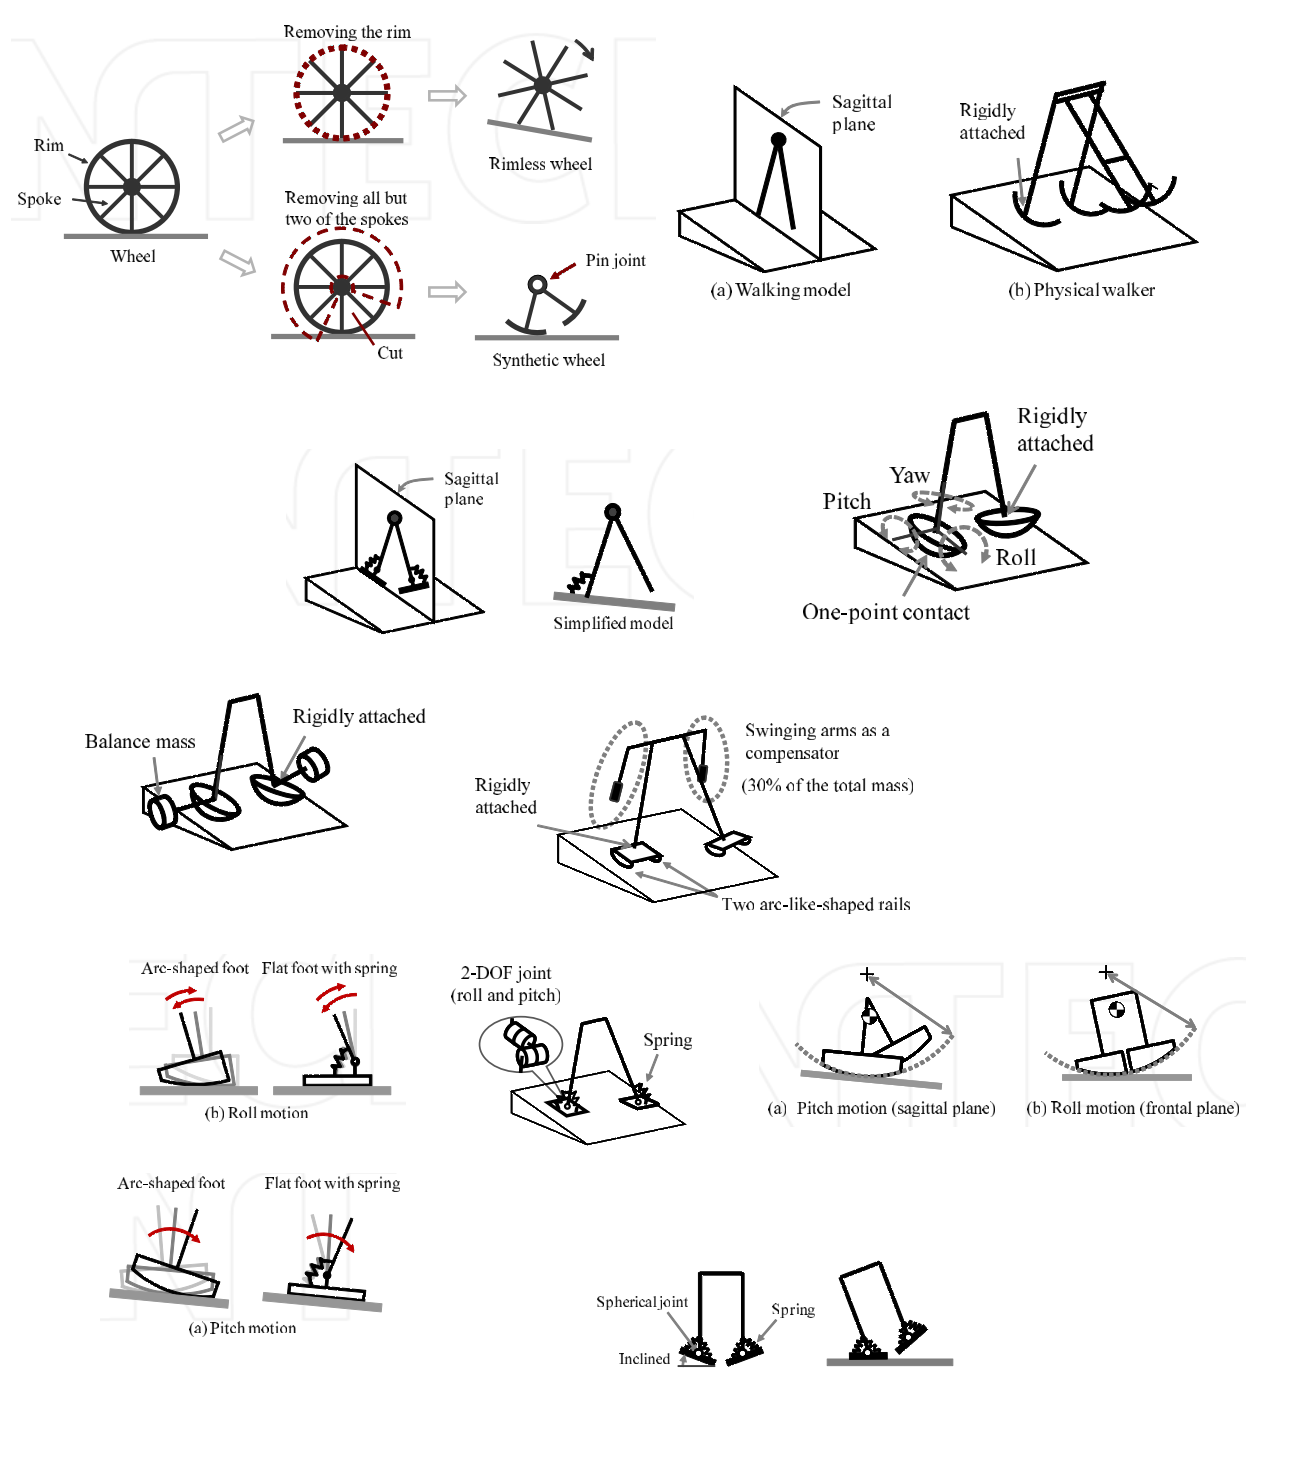 Removing the rim
Rim
Spoke
Wheel
Rimless wheel
Removing all but
two of the spokes
Cut
Pin joint
Synthetic wheel
Sagittal
plane
(a) Walking model
Rigidly
attached
(b) Physical walker
Sagittal
plane
Simplified model
Rigidly
attached
Yaw
Pitch
Roll
One-point contact
Rigidly attached
Balance mass
Swinging arms as a
compensator
(30% of the total mass)
Rigidly
attached
Two arc-like-shaped rails
Arc-shaped foot
Flat foot with spring
(b) Roll motion
2-DOF joint
(roll and pitch)
Spring
(a) Pitch motion (sagittal plane)
(b) Roll motion (frontal plane)
Arc-shaped foot
Flat foot with spring
(a) Pitch motion
Spherical joint
Spring
Inclined